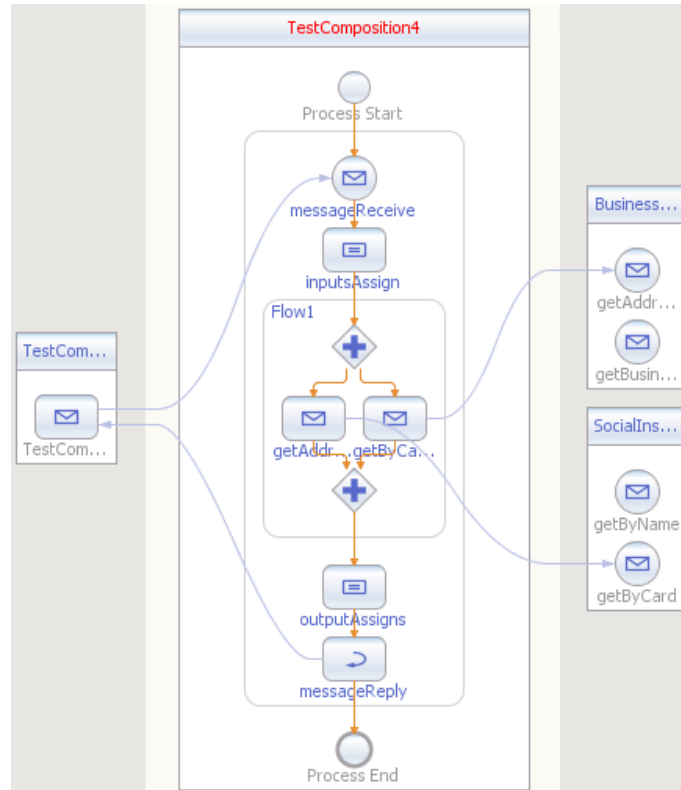 TestComposition4
Process Start
messageReceive
inputsAssign
Flow1
getAddr...
getByCa...
outputAssigns
messageReply
Process End
TestCom...
TestCom...
Business...
getAddr...
getBusin...
SocialIns...
getByName
getByCard